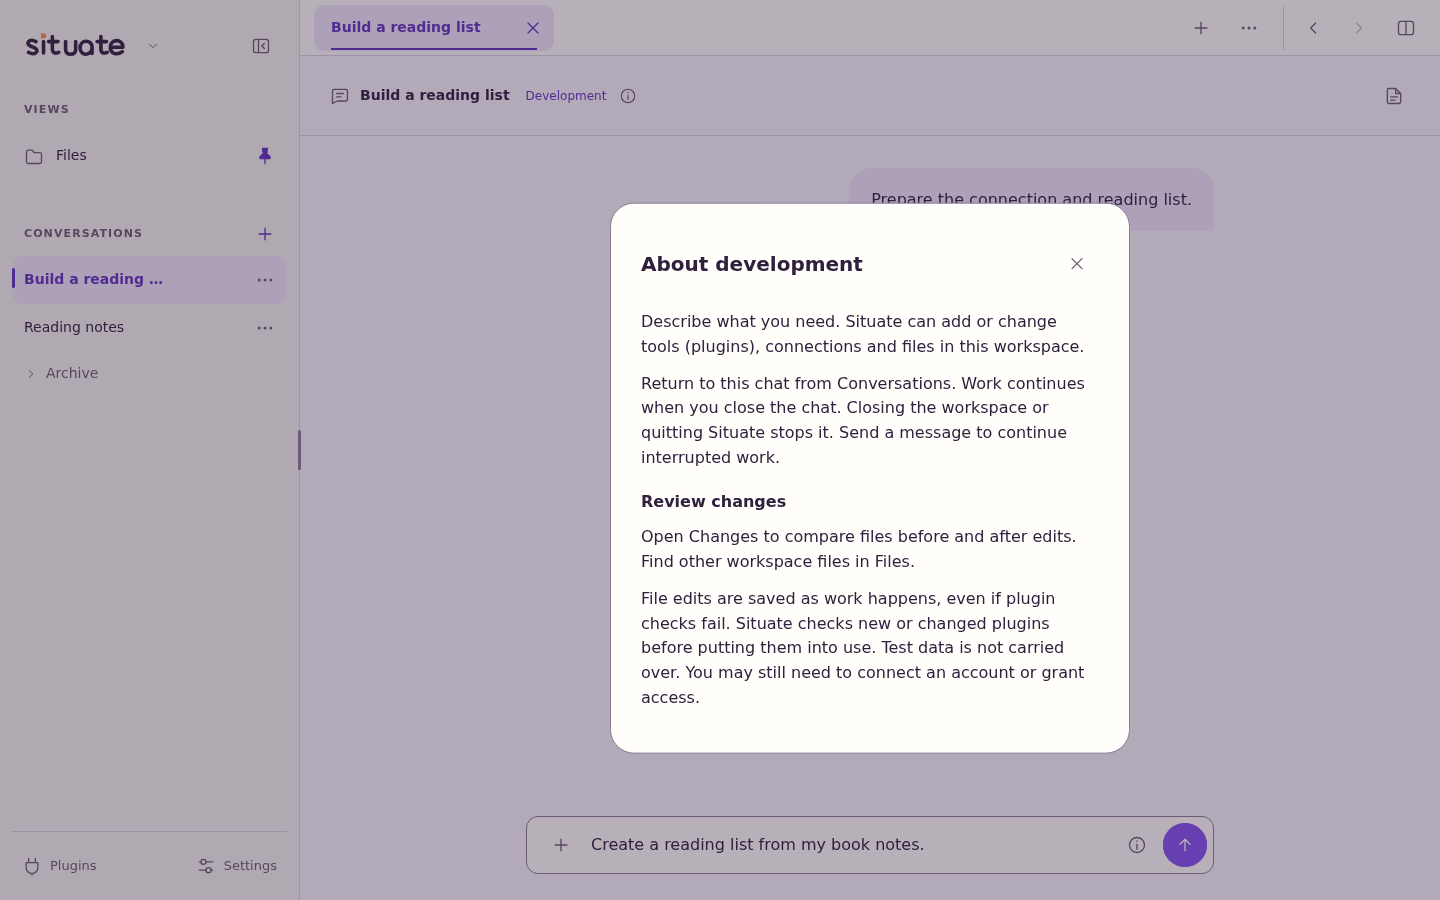 situate
VIEWS
Files
CONVERSATIONS
Build a reading ...
Reading notes
Archive
Plugins
Settings
Build a reading list
Build a reading list
Development
Prepare the connection and reading list.
About development
Describe what you need. Situate can add or change
tools (plugins), connections and files in this workspace.
Return to this chat from Conversations. Work continues
when you close the chat. Closing the workspace or
quitting Situate stops it. Send a message to continue
interrupted work.
Review changes
Open Changes to compare files before and after edits.
Find other workspace files in Files.
File edits are saved as work happens, even if plugin
checks fail. Situate checks new or changed plugins
before putting them into use. Test data is not carried
over. You may still need to connect an account or grant
access.
Create a reading list from my book notes.